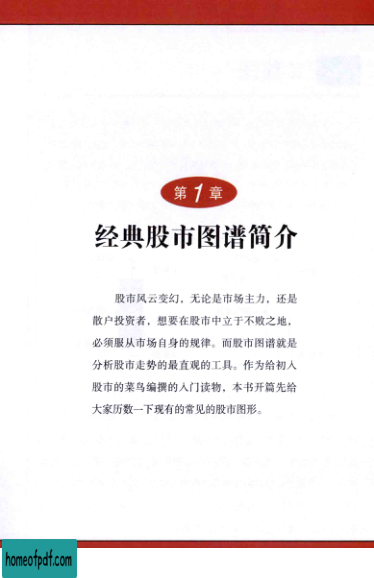 第1章
经典股市图谱简介
股市风云变幻，无论是市场主力，还是
散户投资者，想要在股市中立于不败之地，
必须服从市场自身的规律。而股市图谱就是
分析股市走势的最直观的工具。作为给初入
股市的菜鸟编撰的入门读物，本书开篇先给
大家历数一下现有的常见的股市图形。
homeofpdf.com